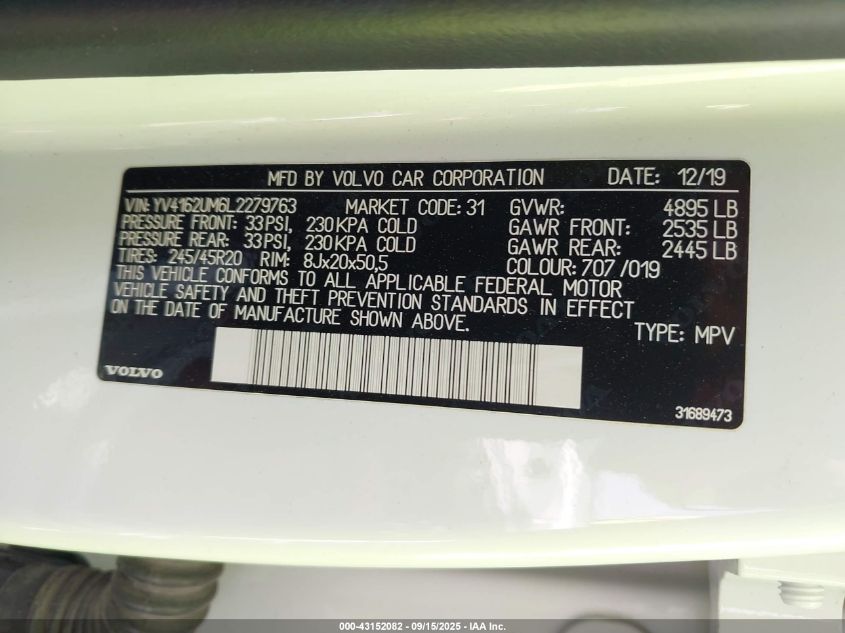 MFD BY VOLVO CAR CORPORATION DATE: 12/19
VIN: YV4162UM6L2279763 MARKET CODE: 31 GVWR: 4895 LB
PRESSURE FRONT: 33PSI, 230KPA COLD GAWR FRONT: 2535 LB
PRESSURE REAR: 33PSI, 230KPA COLD GAWR REAR: 2445 LB
TIRES: 245/45R20 RIM: 8Jx20x50,5 COLOUR: 707 /019
THIS VEHICLE CONFORMS TO ALL APPLICABLE FEDERAL MOTOR
VEHICLE SAFETY AND THEFT PREVENTION STANDARDS IN EFFECT
ON THE DATE OF MANUFACTURE SHOWN ABOVE.
TYPE: MPV
VOLVO
31689473
000-43152082 - 09/15/2025 - IAA Inc.